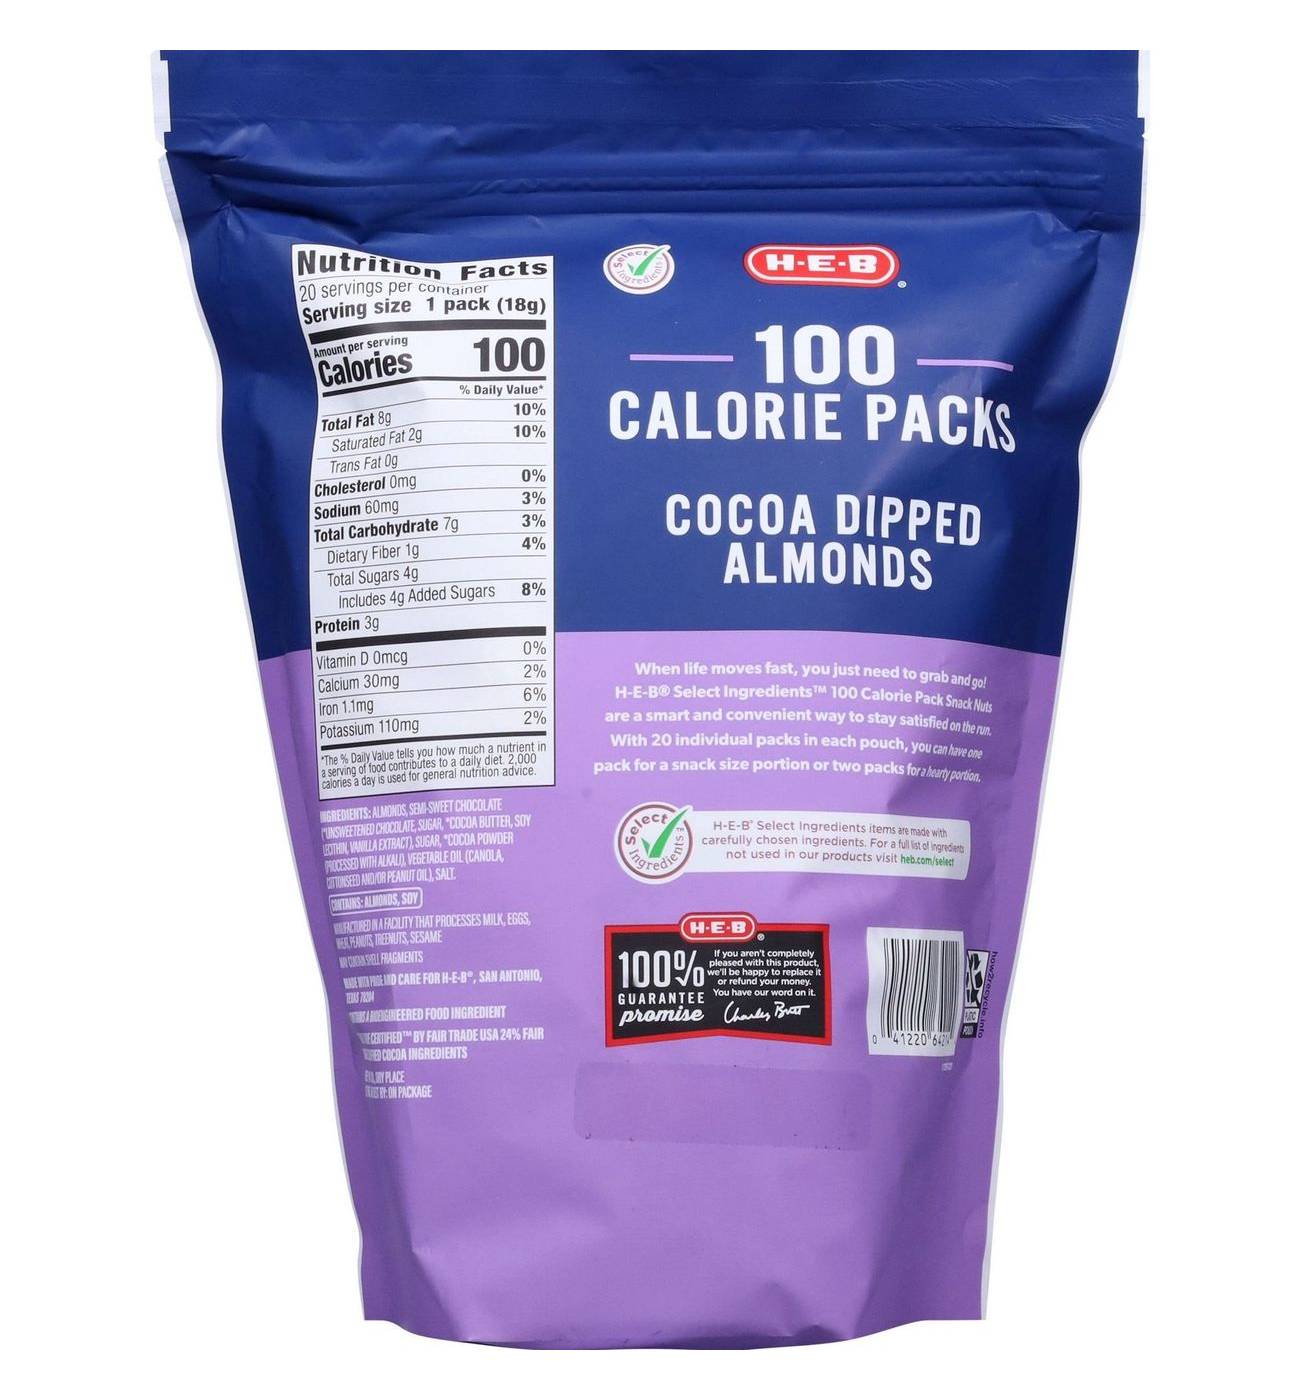 Nutrition Facts
20 servings per container
Serving size 1 pack (18g)
Amount per serving
Calories 100
% Daily Value*
Total Fat 8g 10%
Saturated Fat 2g 10%
Trans Fat 0g
Cholesterol 0mg 0%
Sodium 60mg 3%
Total Carbohydrate 7g 3%
Dietary Fiber 1g 4%
Total Sugars 4g
Includes 4g Added Sugars 8%
Protein 3g
Vitamin D 0mcg 0%
Calcium 30mg 2%
Iron 1.1mg 6%
Potassium 110mg 2%
*The % Daily Value tells you how much a nutrient in
a serving of food contributes to a daily diet. 2,000
calories a day is used for general nutrition advice.
INGREDIENTS: ALMONDS, SEMI-SWEET CHOCOLATE
(*UNSWEETENED CHOCOLATE, SUGAR, *COCOA BUTTER, SOY
LECITHIN, VANILLA EXTRACT), SUGAR, *COCOA POWDER
(PROCESSED WITH ALKALI), VEGETABLE OIL (CANOLA,
COTTONSEED AND/OR PEANUT OIL), SALT.
CONTAINS: ALMONDS, SOY
MANUFACTURED IN A FACILITY THAT PROCESSES MILK, EGGS,
WHEAT, PEANUTS, TREENUTS, SESAME
MAY CONTAIN SHELL FRAGMENTS
MADE WITH PRIDE AND CARE FOR H-E-B®, SAN ANTONIO,
TEXAS 78204
A BIOENGINEERED FOOD INGREDIENT
CERTIFIED™ BY FAIR TRADE USA 24% FAIR
COCOA INGREDIENTS
DRY PLACE
BY: ON PACKAGE
Select Ingredients
H-E-B®
100
CALORIE PACKS
COCOA DIPPED
ALMONDS
When life moves fast, you just need to grab and go!
H-E-B® Select Ingredients™ 100 Calorie Pack Snack Nuts
are a smart and convenient way to stay satisfied on the run.
With 20 individual packs in each pouch, you can have one
pack for a snack size portion or two packs for a hearty portion.
Select Ingredients™
H-E-B® Select Ingredients items are made with
carefully chosen ingredients. For a full list of ingredients
not used in our products visit heb.com/select
H-E-B®
100%
GUARANTEE
promise
If you aren't completely
pleased with this product,
we'll be happy to replace it
or refund your money.
You have our word on it.
Charles Butt
0 41220 6421
how2recycle.info